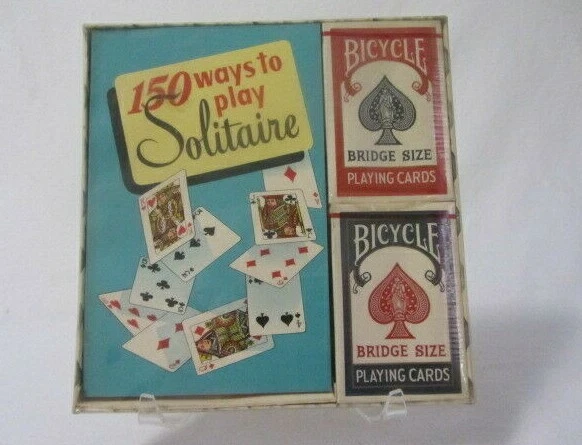 150 ways to
play
Solitaire
BICYCLE
BRIDGE SIZE
PLAYING CARDS
BICYCLE
BRIDGE SIZE
PLAYING CARDS